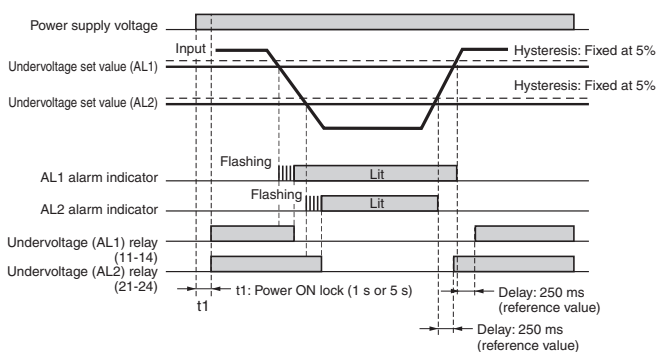 Power supply voltage
Input
Hysteresis: Fixed at 5%
Undervoltage set value (AL1)
Hysteresis: Fixed at 5%
Undervoltage set value (AL2)
Flashing
AL1 alarm indicator
Lit
Flashing
AL2 alarm indicator
Lit
Undervoltage (AL1) relay
(11-14)
Undervoltage (AL2) relay
(21-24)
t1: Power ON lock (1 s or 5 s)
t1
Delay: 250 ms
(reference value)
Delay: 250 ms
(reference value)